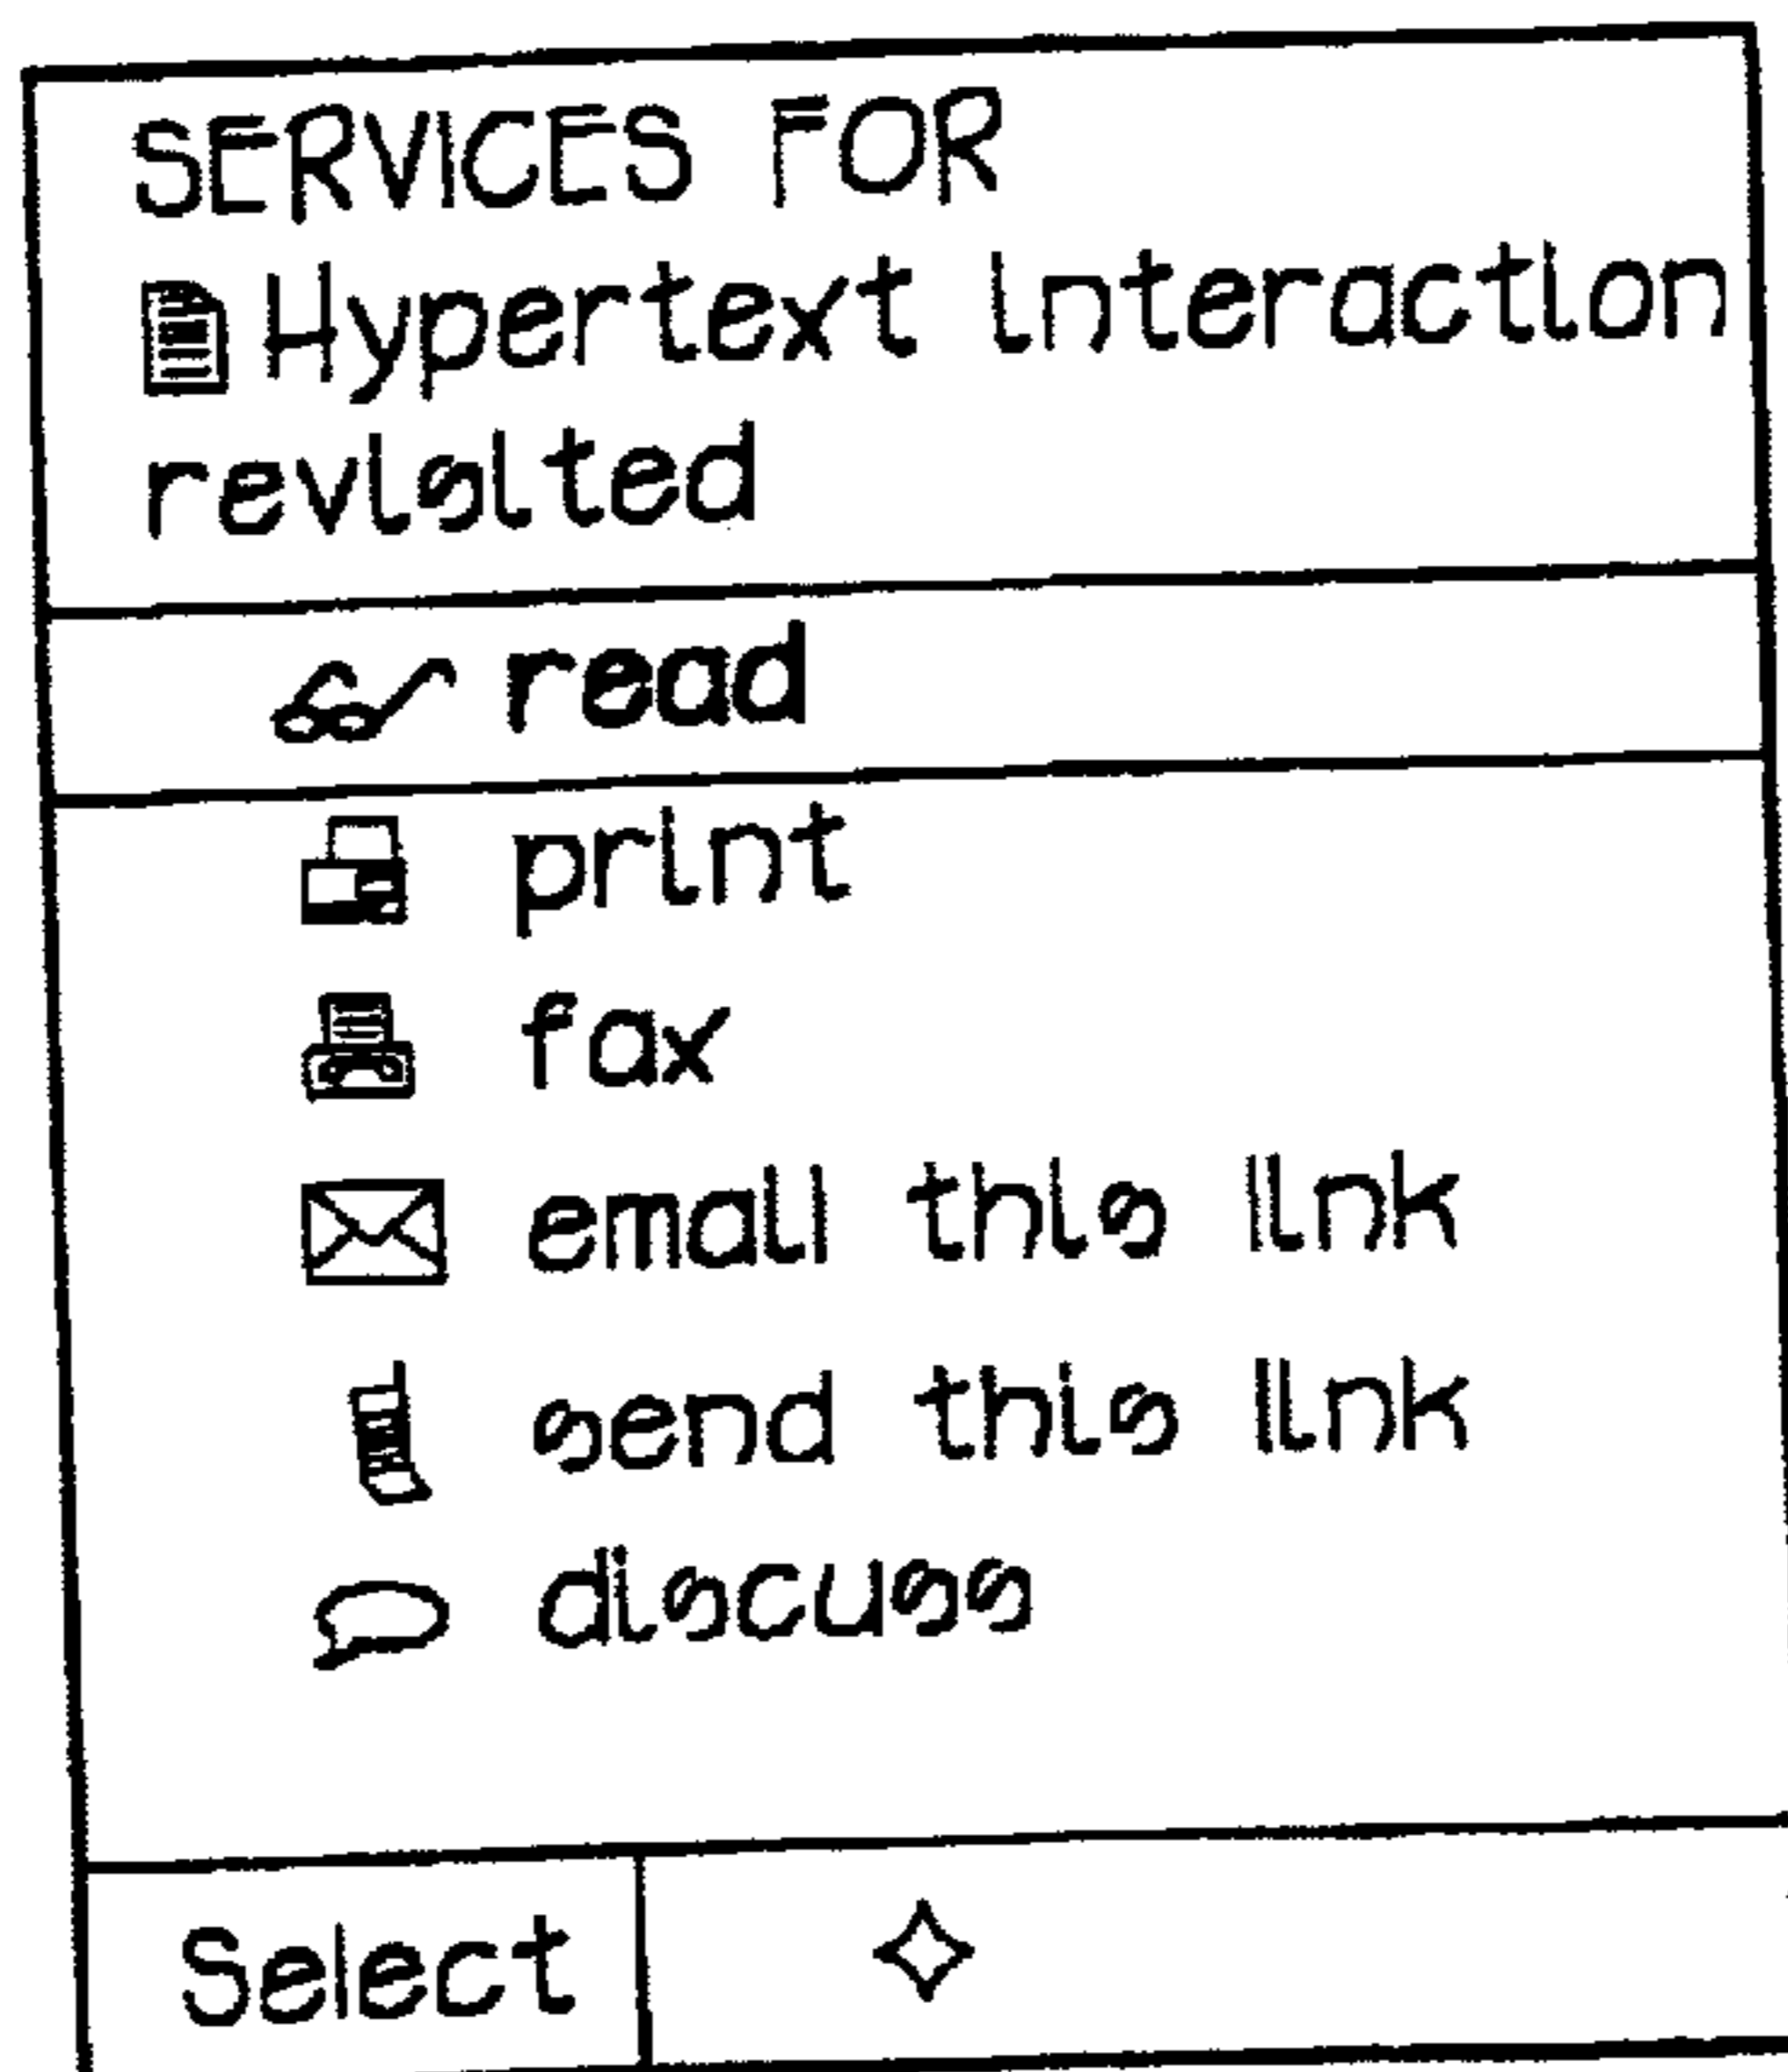 SERVICES FOR
Hypertext Interaction
revisited
read
print
fax
email this link
send this link
discuss
Select